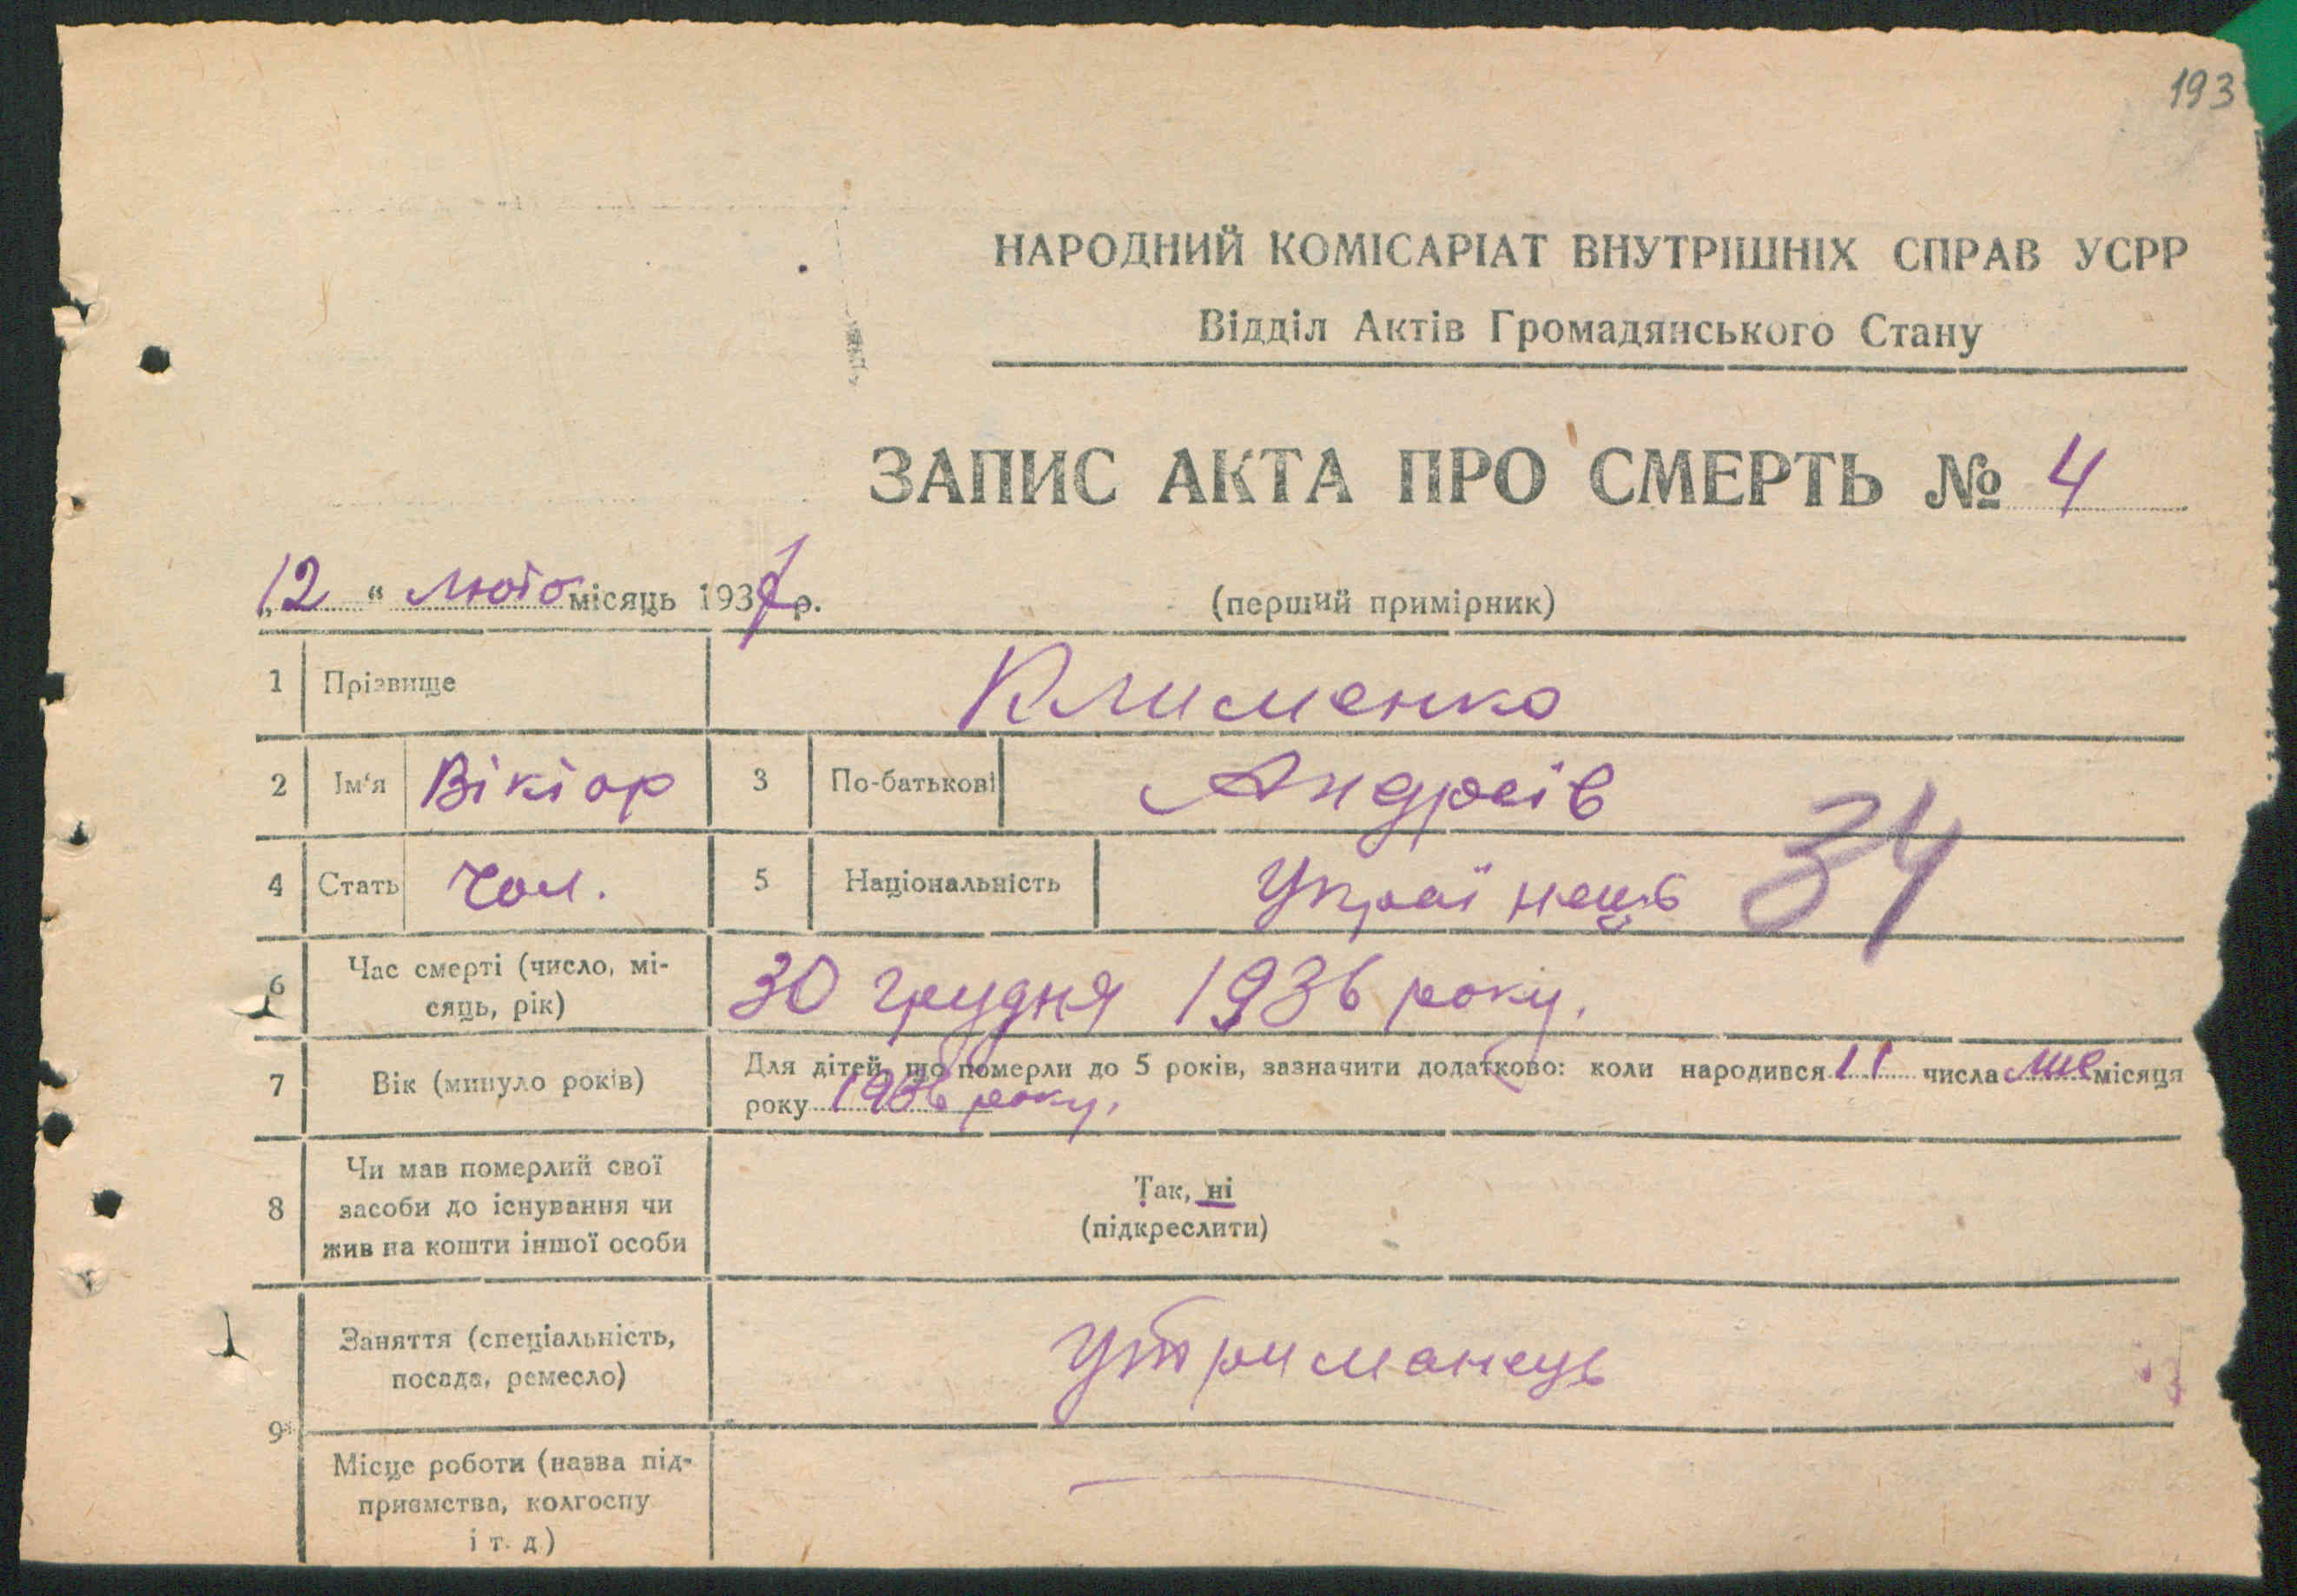 193
НАРОДНИЙ КОМІСАРІАТ ВНУТРІШНІХ СПРАВ УСРР
Відділ Актів Громадянського Стану
ЗАПИС АКТА ПРО СМЕРТЬ № 4
„12“ люто місяць 1937 р.
(перший примірник)
1 Прізвище Клименко
2 Ім'я Віктор 3 По-батькові Андреїв
34
4 Стать чол. 5 Національність Українець
6 Час смерті (число, мі-
сяць, рік) 30 грудня 1936 року.
7 Вік (минуло років) Для дітей, що померли до 5 років, зазначити додатково: коли народився 11 числа місяця
року 1936 року.
8 Чи мав померлий свої
засоби до існування чи
жив на кошти іншої особи
Так, ні
(підкреслити)
9 Заняття (спеціальність,
посада, ремесло) Утриманець
Місце роботи (назва під-
приємства, колгоспу
і т. д)